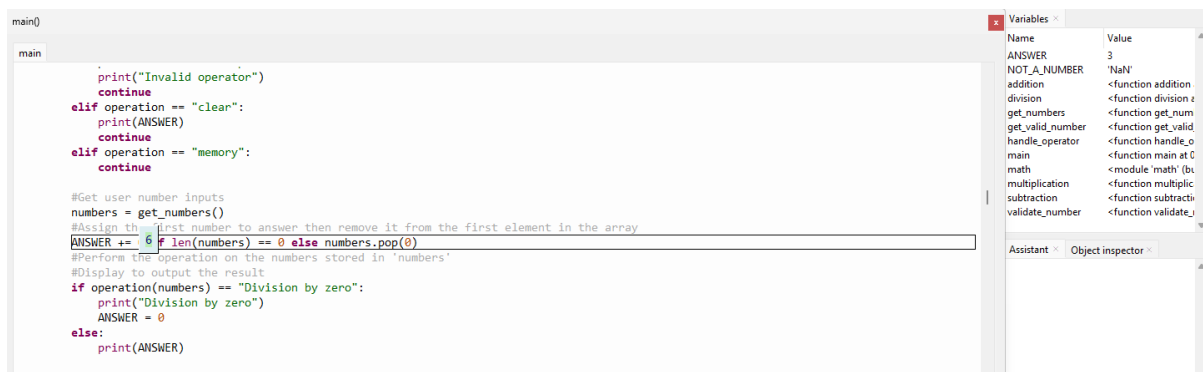 main()
x
main
print("Invalid operator")
continue
elif operation == "clear":
print(ANSWER)
continue
elif operation == "memory":
continue
#Get user number inputs
numbers = get_numbers()
#Assign th first number to answer then remove it from the first element in the array
ANSWER += 6 f len(numbers) == 0 else numbers.pop(0)
#Perform the operation on the numbers stored in 'numbers'
#Display to output the result
if operation(numbers) == "Division by zero":
print("Division by zero")
ANSWER = 0
else:
print(ANSWER)
Variables ×
Name Value
ANSWER 3
NOT_A_NUMBER 'NaN'
addition <function addition
division <function division a
get_numbers <function get_num
get_valid_number <function get_valid_
handle_operator <function handle_o
main <function main at 0
math <module 'math' (bu
multiplication <function multiplic
subtraction <function subtracti
validate_number <function validate_
Assistant × Object inspector ×